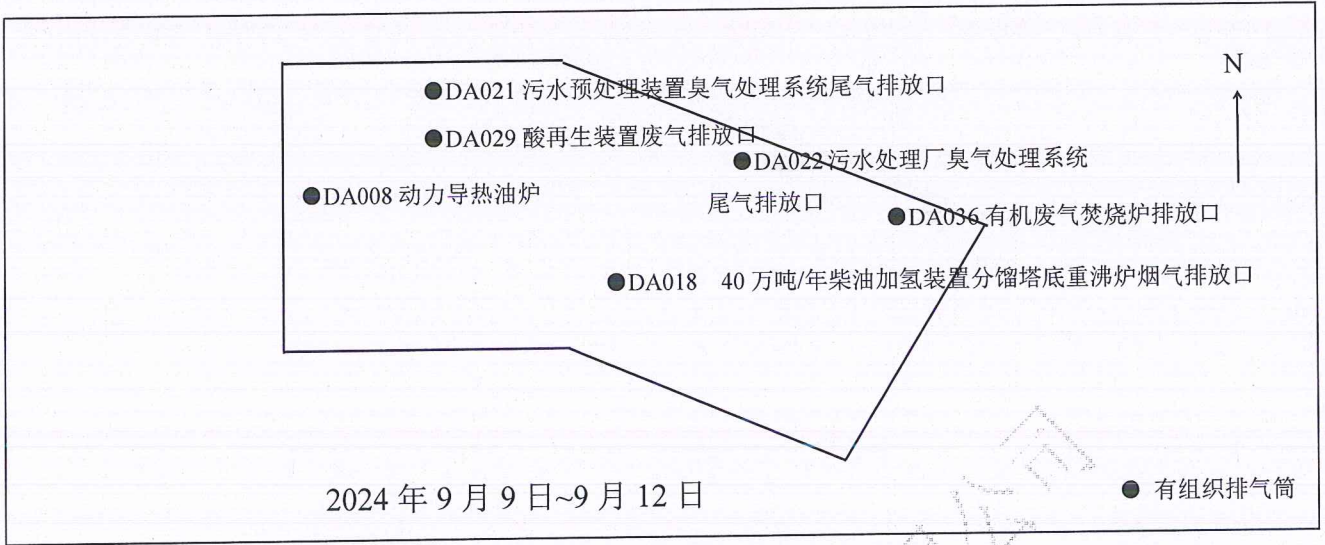 N
DA021 污水预处理装置臭气处理系统尾气排放口
DA029 酸再生装置废气排放口
DA022 污水处理厂臭气处理系统
尾气排放口
DA008 动力导热油炉
DA036 有机废气焚烧炉排放口
DA018 40 万吨/年柴油加氢装置分馏塔底重沸炉烟气排放口
2024 年 9 月 9 日~9 月 12 日
有组织排气筒